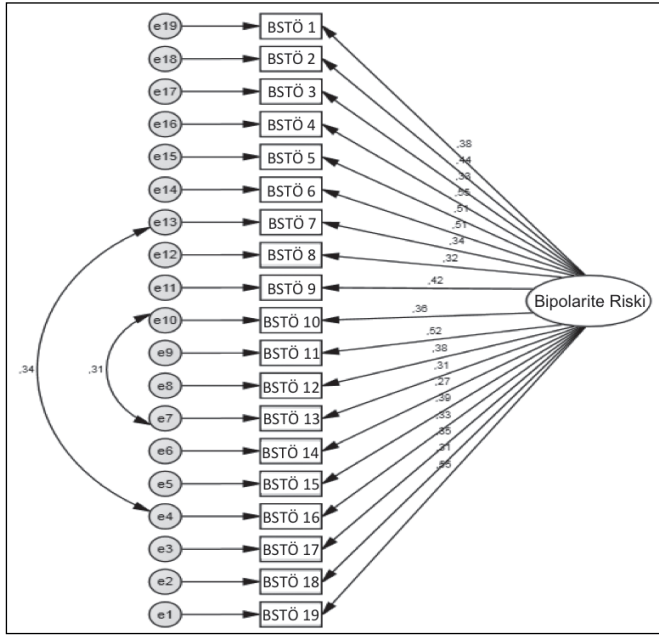 e19 BSTÖ 1
e18 BSTÖ 2
e17 BSTÖ 3
e16 BSTÖ 4
e15 BSTÖ 5
e14 BSTÖ 6
e13 BSTÖ 7
e12 BSTÖ 8
e11 BSTÖ 9
e10 BSTÖ 10
e9 BSTÖ 11
e8 BSTÖ 12
e7 BSTÖ 13
e6 BSTÖ 14
e5 BSTÖ 15
e4 BSTÖ 16
e3 BSTÖ 17
e2 BSTÖ 18
e1 BSTÖ 19
,34
,31
,38
,44
,33
,55
,51
,51
,34
,32
,42
,36
,52
,38
,31
,27
,39
,33
,35
,31
,55
Bipolarite Riski